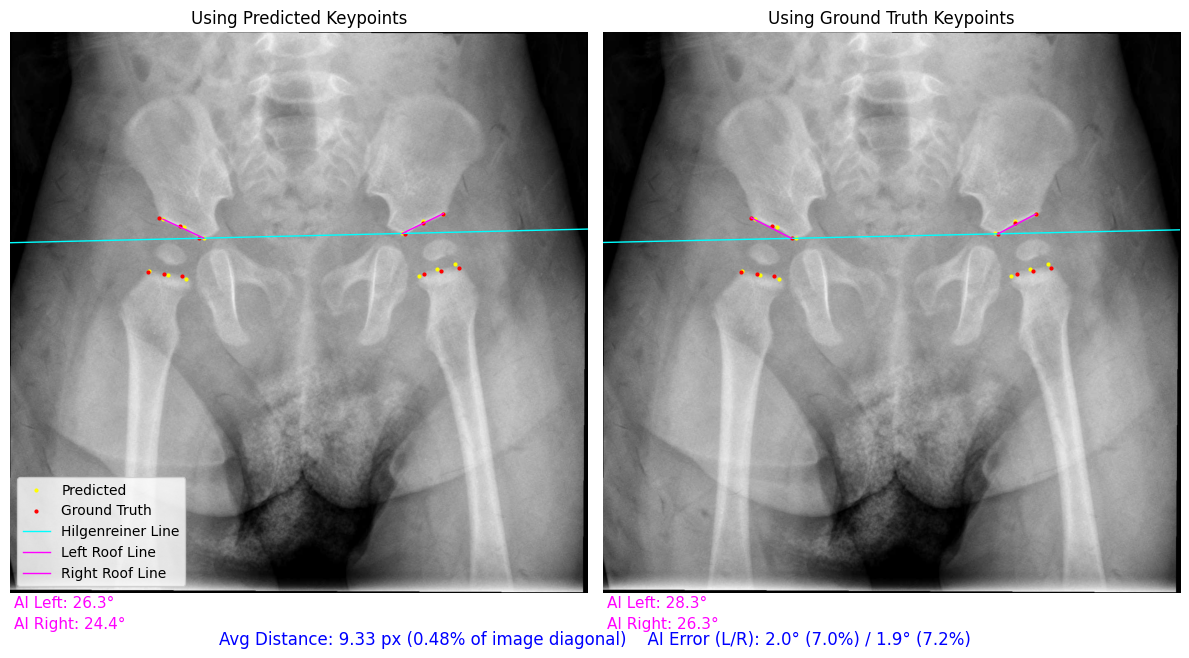 Using Predicted Keypoints
Using Ground Truth Keypoints
Predicted
Ground Truth
Hilgenreiner Line
Left Roof Line
Right Roof Line
AI Left: 26.3°
AI Right: 24.4°
AI Left: 28.3°
AI Right: 26.3°
Avg Distance: 9.33 px (0.48% of image diagonal)    AI Error (L/R): 2.0° (7.0%) / 1.9° (7.2%)